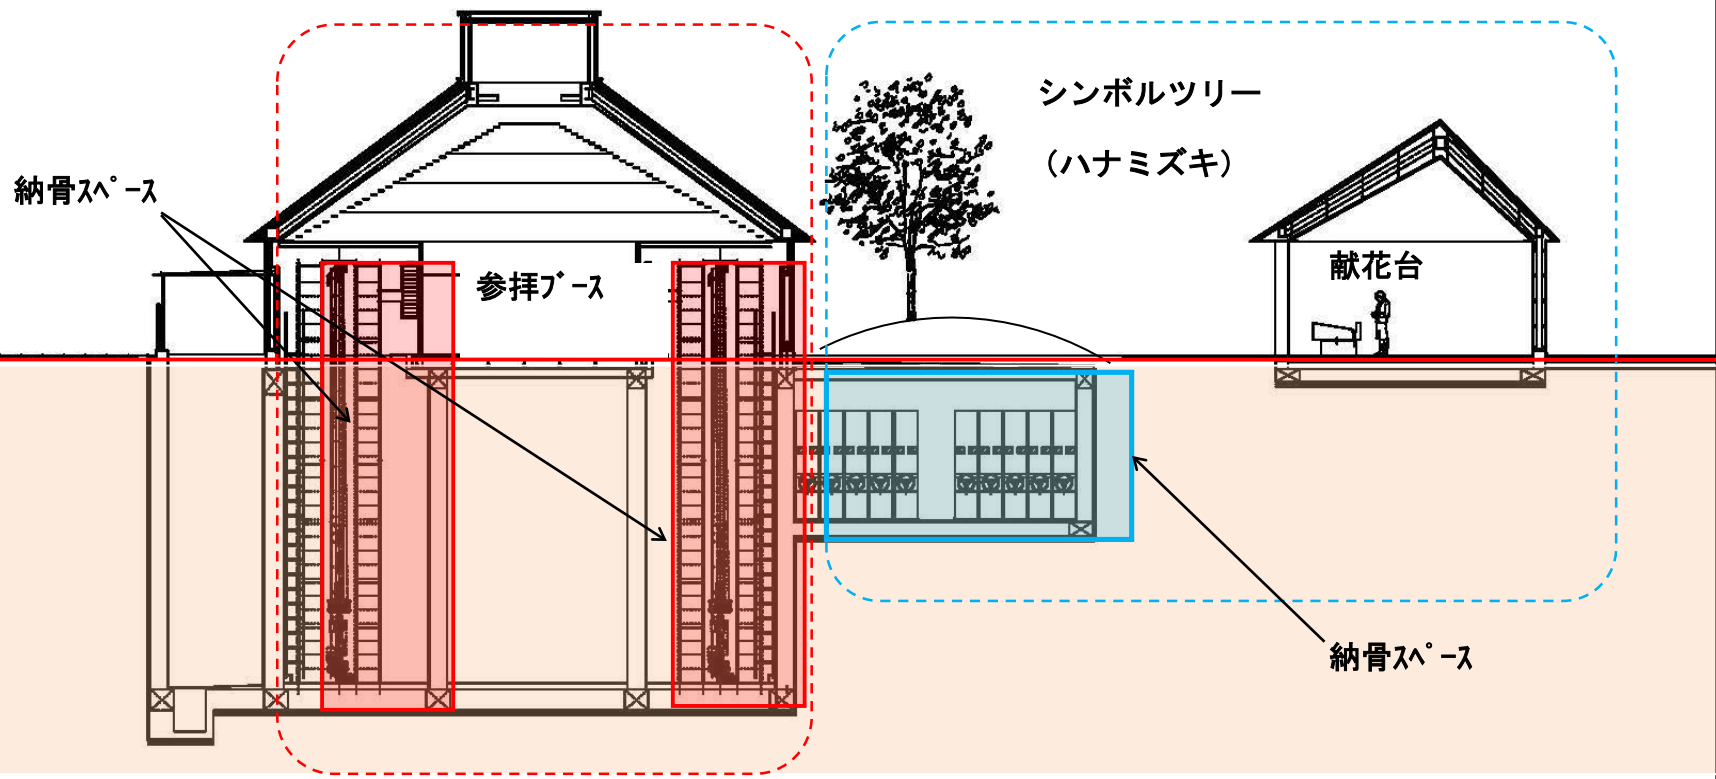 シンボルツリー
（ハナミズキ）
納骨ｽﾍﾟｰｽ
参拝ﾌﾞｰｽ
献花台
納骨ｽﾍﾟｰｽ